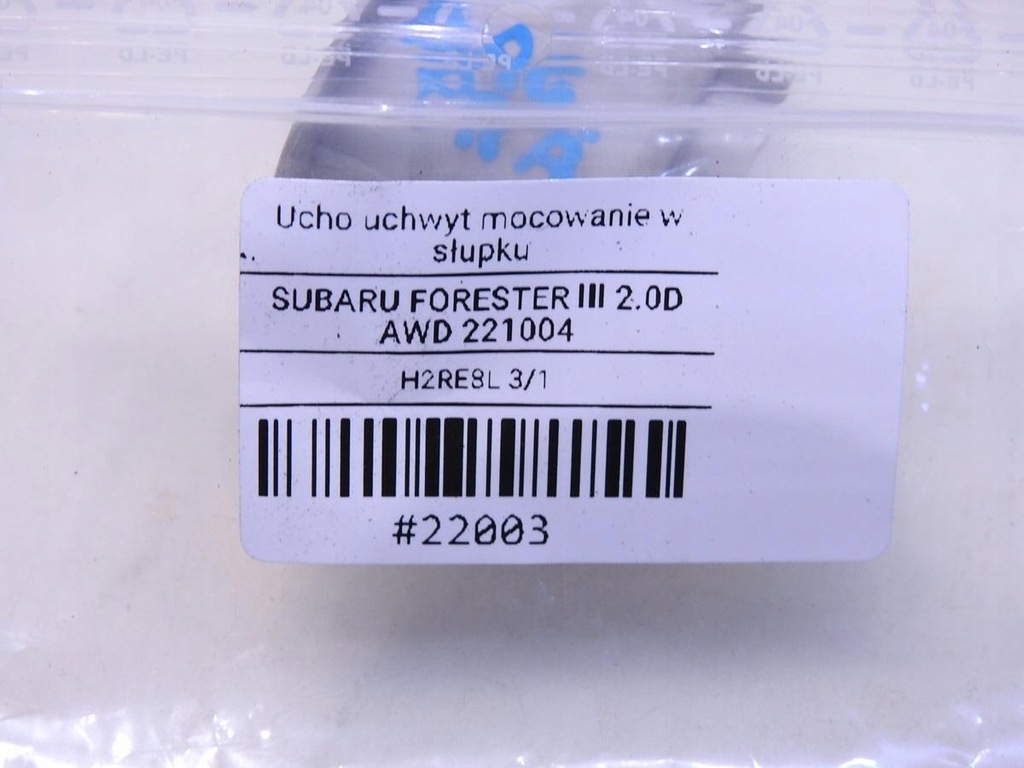 Ucho uchwyt mocowanie w
słupku
SUBARU FORESTER III 2.0D
AWD 221004
H2RE8L 3/1
#22003